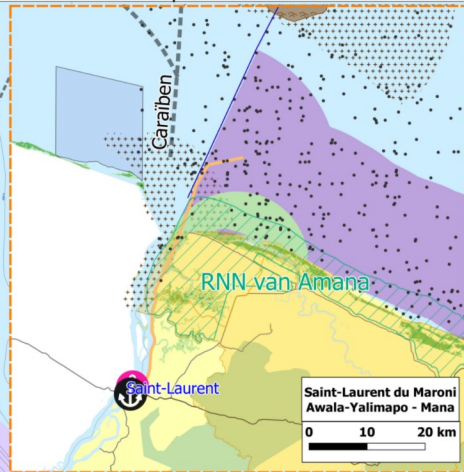 Caraïben
RNN van Amana
Saint-Laurent
Saint-Laurent du Maroni
Awala-Yalimapo - Mana
0 10 20 km